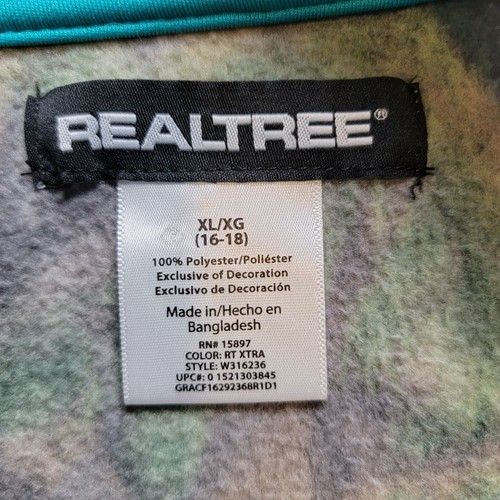 REALTREE®
XL/XG
(16-18)
100% Polyester/Poliéster
Exclusive of Decoration
Exclusivo de Decoración
Made in/Hecho en
Bangladesh
RN# 15897
COLOR: RT XTRA
STYLE: W316236
UPC#: 0 1521303845
GRACF16292368R1D1